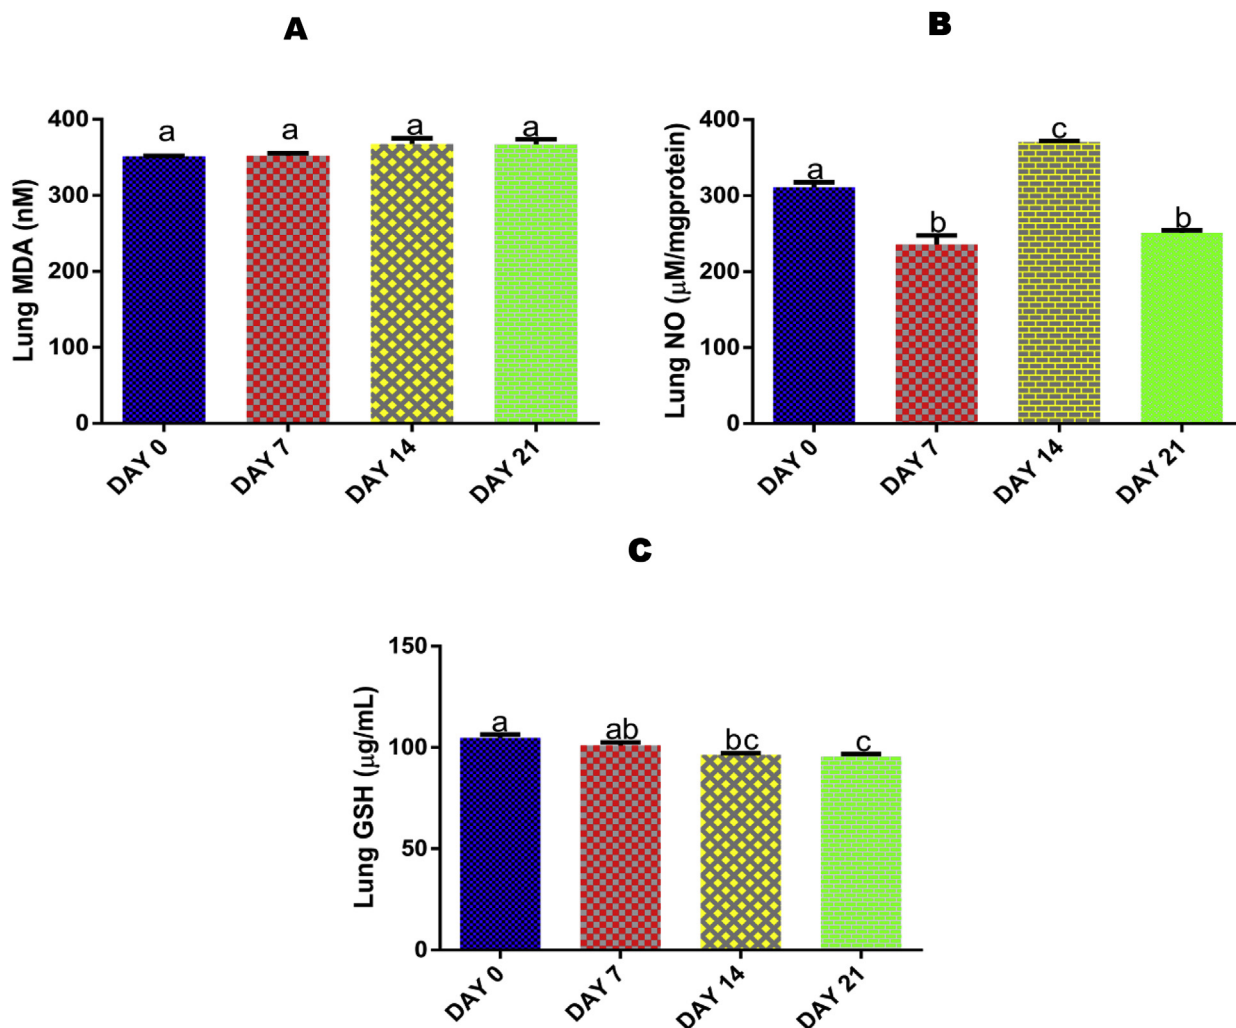 A
Lung MDA (nM)
400
300
200
100
0
a
a
a
a
DAY 0
DAY 7
DAY 14
DAY 21
B
Lung NO (μM/mgprotein)
400
300
200
100
0
a
b
c
b
DAY 0
DAY 7
DAY 14
DAY 21
C
Lung GSH (μg/mL)
150
100
50
0
a
ab
bc
c
DAY 0
DAY 7
DAY 14
DAY 21